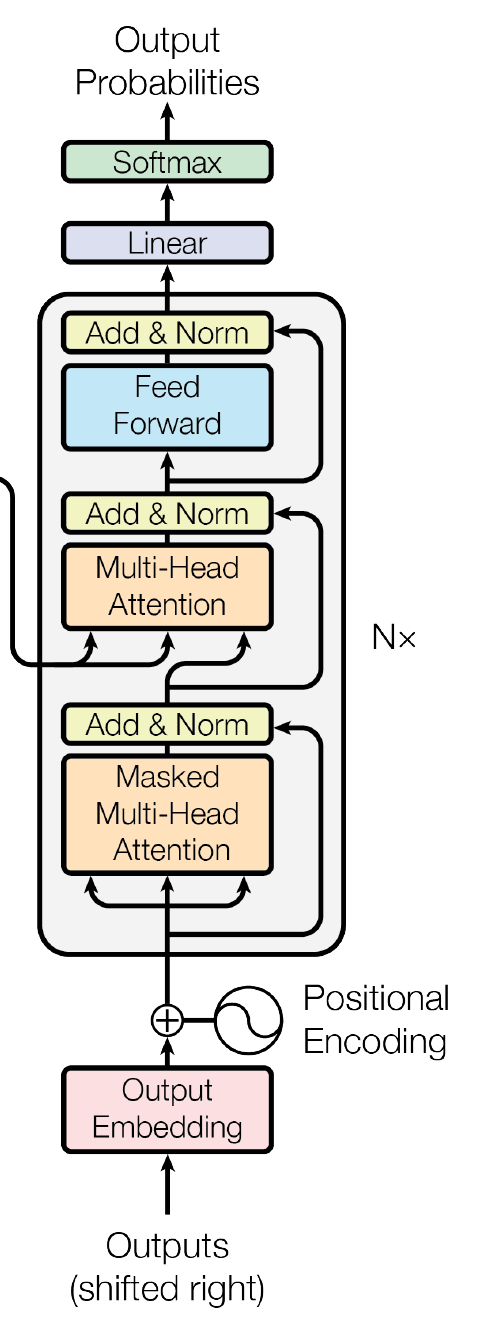 Output
Probabilities
Softmax
Linear
Add & Norm
Feed
Forward
Add & Norm
Multi-Head
Attention
N×
Add & Norm
Masked
Multi-Head
Attention
Positional
Encoding
Output
Embedding
Outputs
(shifted right)